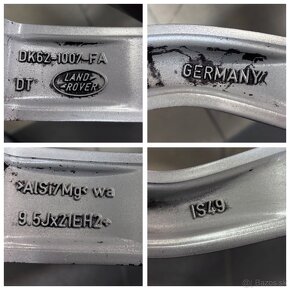 DK62-1007-FA
DT
LAND
ROVER
GERMANY
>AlSi7Mg< wa
9.5Jx21EH2+
IS49